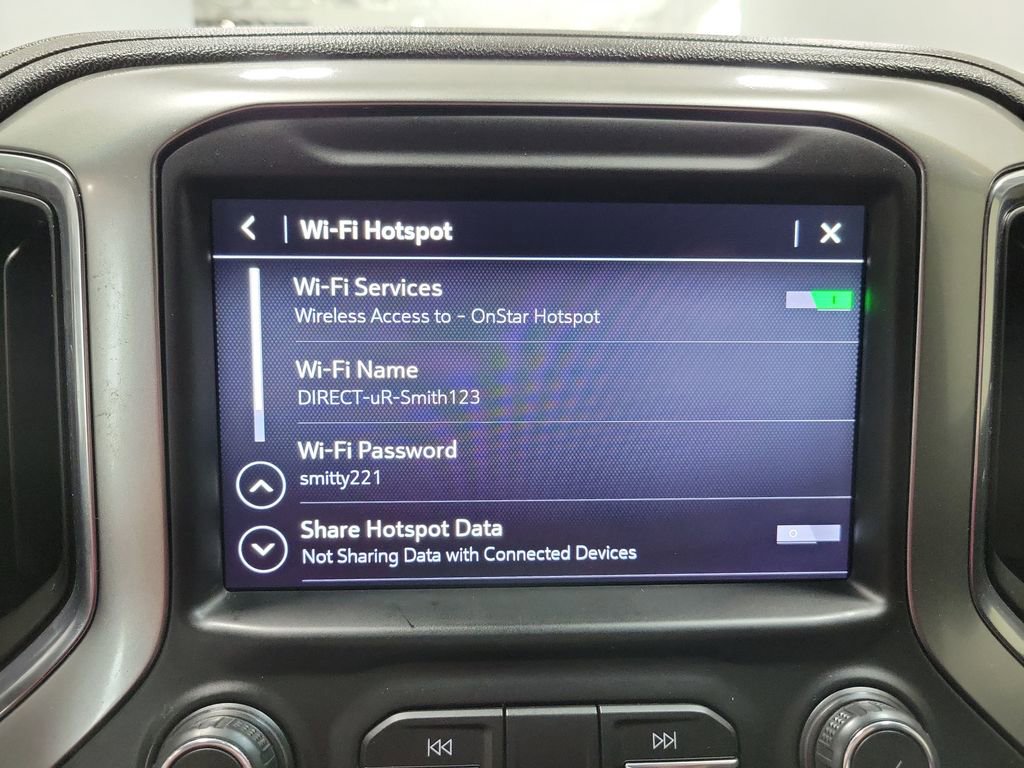 Wi-Fi Hotspot
Wi-Fi Services
Wireless Access to - OnStar Hotspot
Wi-Fi Name
DIRECT-uR-Smith123
Wi-Fi Password
smitty221
Share Hotspot Data
Not Sharing Data with Connected Devices